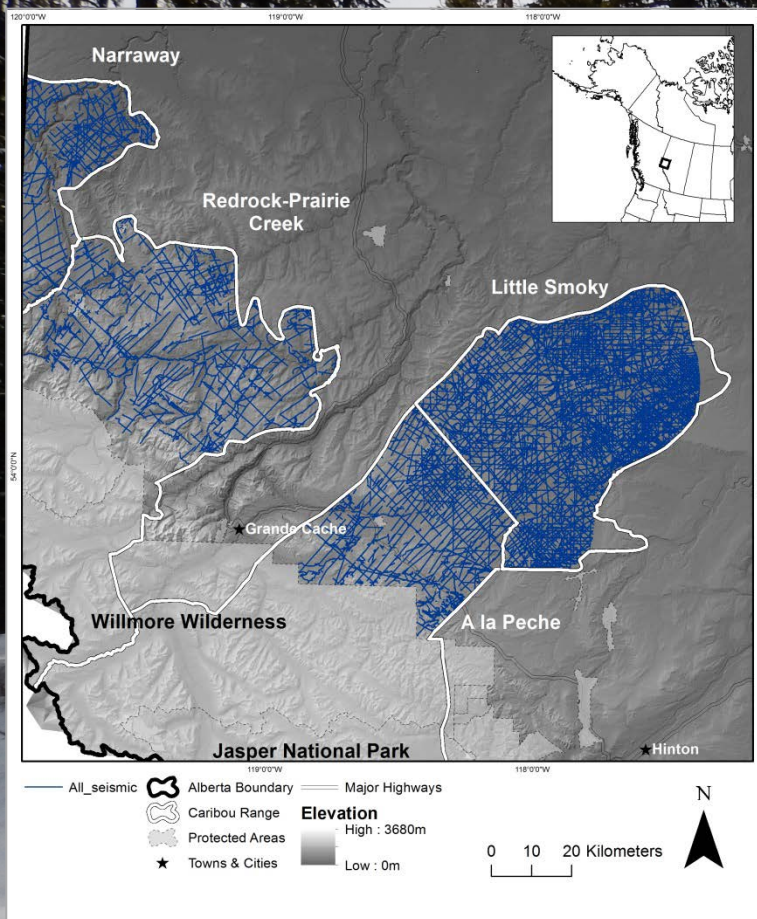 120°0'0"W
119°0'0"W
118°0'0"W
Narraway
Redrock-Prairie
Creek
Little Smoky
54°0'0"N
Grande Cache
Willmore Wilderness
A la Peche
Jasper National Park
Hinton
119°0'0"W
118°0'0"W
All_seismic
Alberta Boundary
Major Highways
Caribou Range
Elevation
Protected Areas
High : 3680m
Towns & Cities
Low : 0m
0 10 20 Kilometers
N